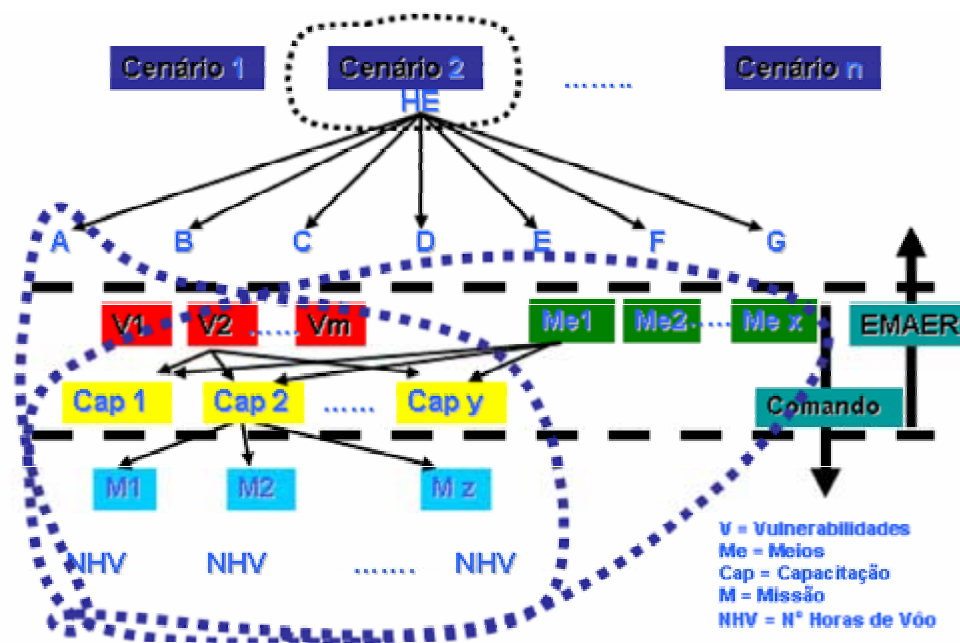 Cenário 1 Cenário 2 ........ Cenário n
HE
A B C D E F G
V1 V2 ...... Vm Me1 Me2 ..... Me x EMAER
Cap 1 Cap 2 ...... Cap y Comando
M1 M2 M z
NHV NHV ....... NHV
V = Vulnerabilidades
Me = Meios
Cap = Capacitação
M = Missão
NHV = N° Horas de Vôo